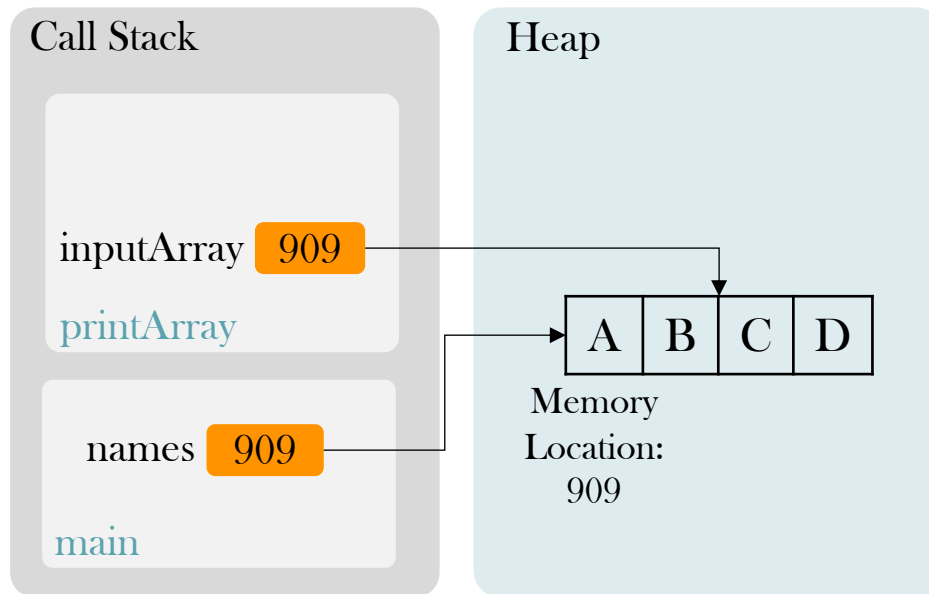 Call Stack
inputArray 909
printArray
names 909
main
Heap
A B C D
Memory
Location:
909